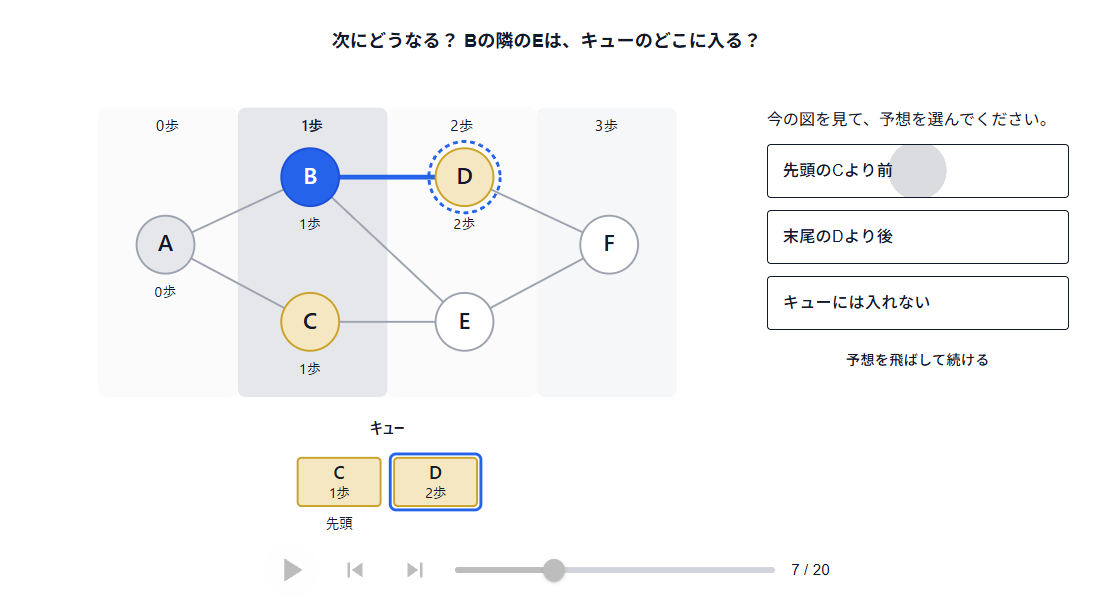 次にどうなる？ Bの隣のEは、キューのどこに入る？
0歩
1歩
2歩
3歩
B
1歩
D
2歩
A
0歩
F
C
1歩
E
今の図を見て、予想を選んでください。
先頭のCより前
末尾のDより後
キューには入れない
予想を飛ばして続ける
キュー
C
1歩
先頭
D
2歩
7 / 20